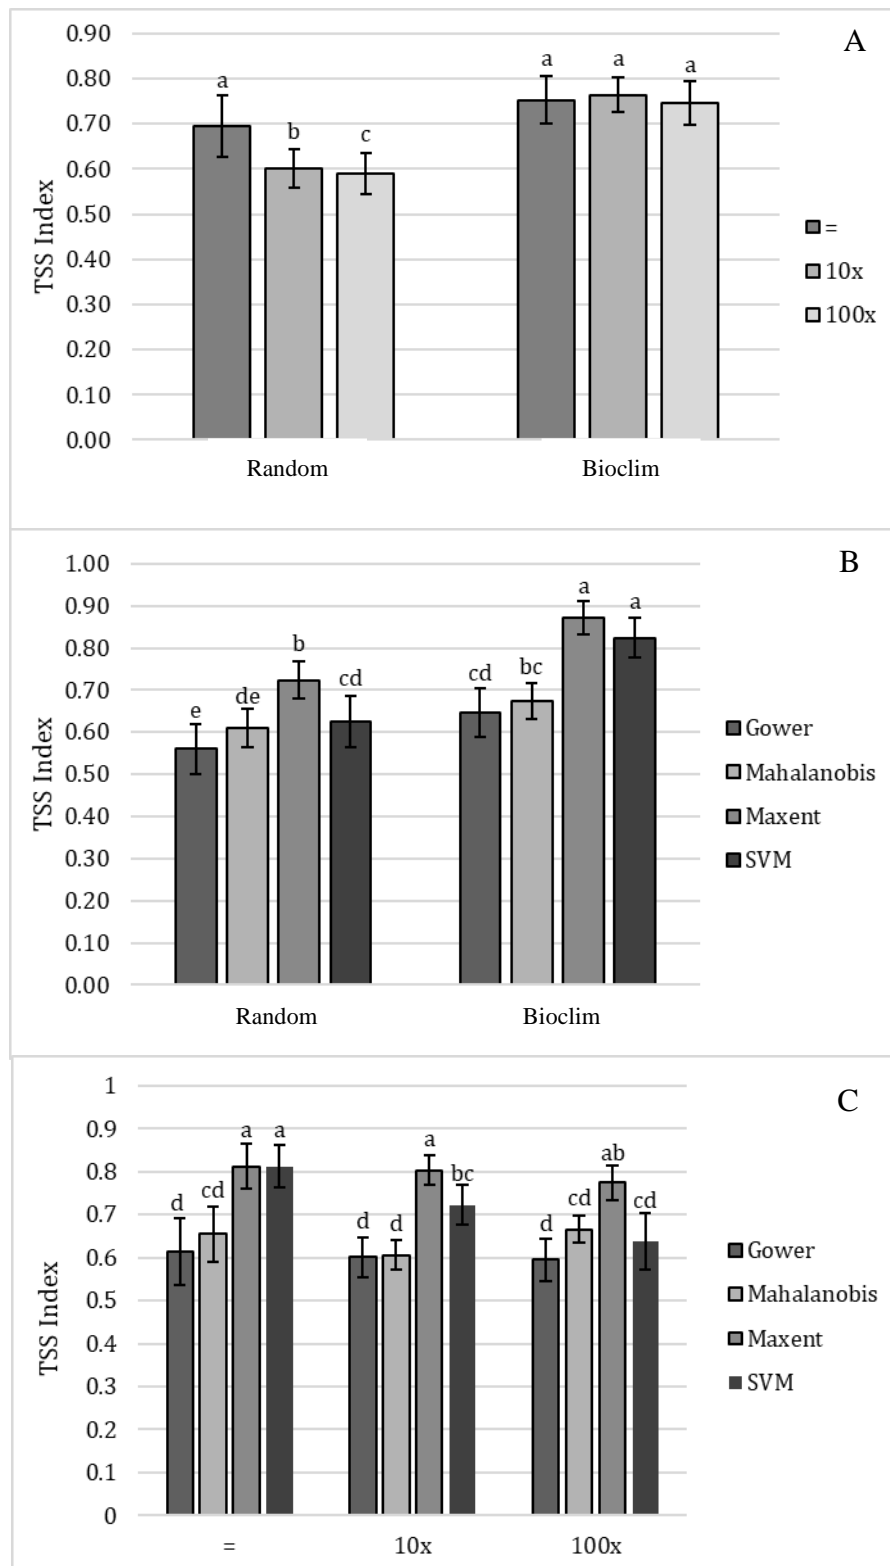 A
0.90
0.80
0.70
0.60
0.50
0.40
0.30
0.20
0.10
0.00
TSS Index
a
b
c
a
a
a
Random
Bioclim
=
10x
100x
B
1.00
0.90
0.80
0.70
0.60
0.50
0.40
0.30
0.20
0.10
0.00
TSS Index
e
de
b
cd
cd
bc
a
a
Random
Bioclim
Gower
Mahalanobis
Maxent
SVM
C
1
0.9
0.8
0.7
0.6
0.5
0.4
0.3
0.2
0.1
0
TSS Index
d
cd
a
a
d
d
a
bc
d
cd
ab
cd
=
10x
100x
Gower
Mahalanobis
Maxent
SVM